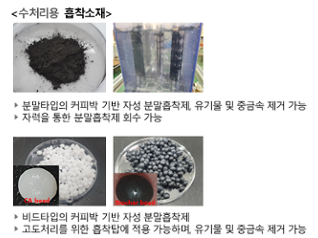 <수처리용 흡착소재>
> 분말타입의 커피박 기반 자성 분말흡착제, 유기물 및 중금속 제거 가능
> 자력을 통한 분말흡착제 회수 가능
> 비드타입의 커피박 기반 자성 분말흡착제
> 고도처리를 위한 흡착탑에 적용 가능하며, 유기물 및 중금속 제거 가능